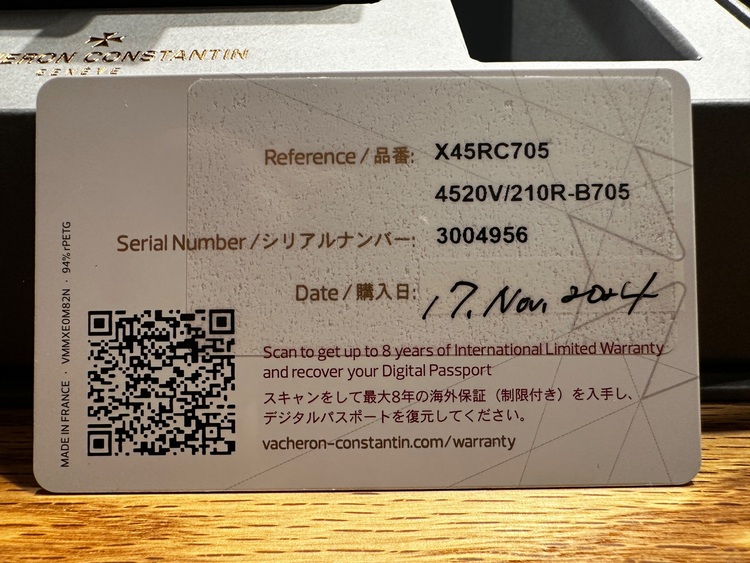 CONSTANTIN
GENÈVE
Reference / 品番: X45RC705
4520V/210R-B705
Serial Number /シリアルナンバー: 3004956
Date / 購入日: 17. Nov. 2024
Scan to get up to 8 years of International Limited Warranty
and recover your Digital Passport
スキャンをして最大8年の海外保証（制限付き）を入手し、
デジタルパスポートを復元してください。
vacheron-constantin.com/warranty
MADE IN FRANCE · VMMXE0M82N · 94% rPETG